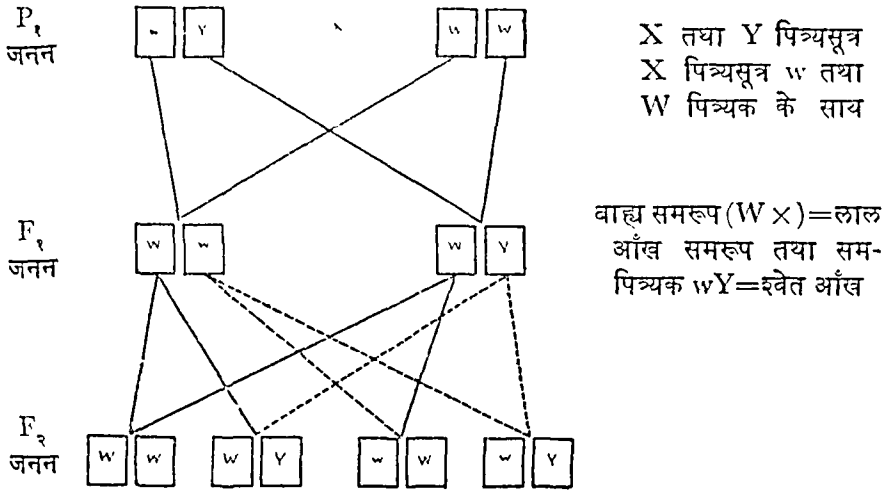 P₁
जनन
w Y × W W
X तथा Y पित्र्यसूत्र
X पित्र्यसूत्र w तथा
W पित्र्यक के साथ
F₁
जनन
W w W Y
वाह्य समरूप (W×)=लाल
आँख समरूप तथा सम-
पित्र्यक wY=श्वेत आँख
F₂
जनन
W W W Y w W w Y